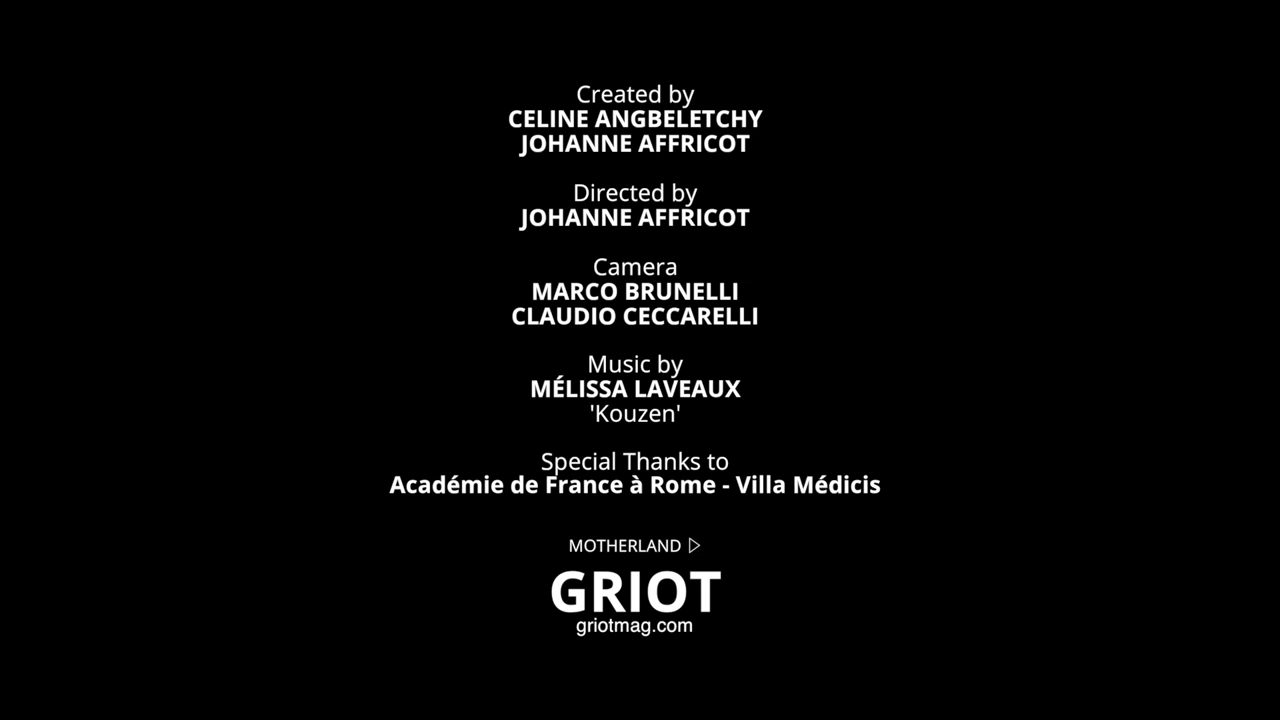 Created by
CELINE ANGBELETCHY
JOHANNE AFFRICOT
Directed by
JOHANNE AFFRICOT
Camera
MARCO BRUNELLI
CLAUDIO CECCARELLI
Music by
MÉLISSA LAVEAUX
'Kouzen'
Special Thanks to
Académie de France à Rome - Villa Médicis
MOTHERLAND
GRIOT
griotmag.com